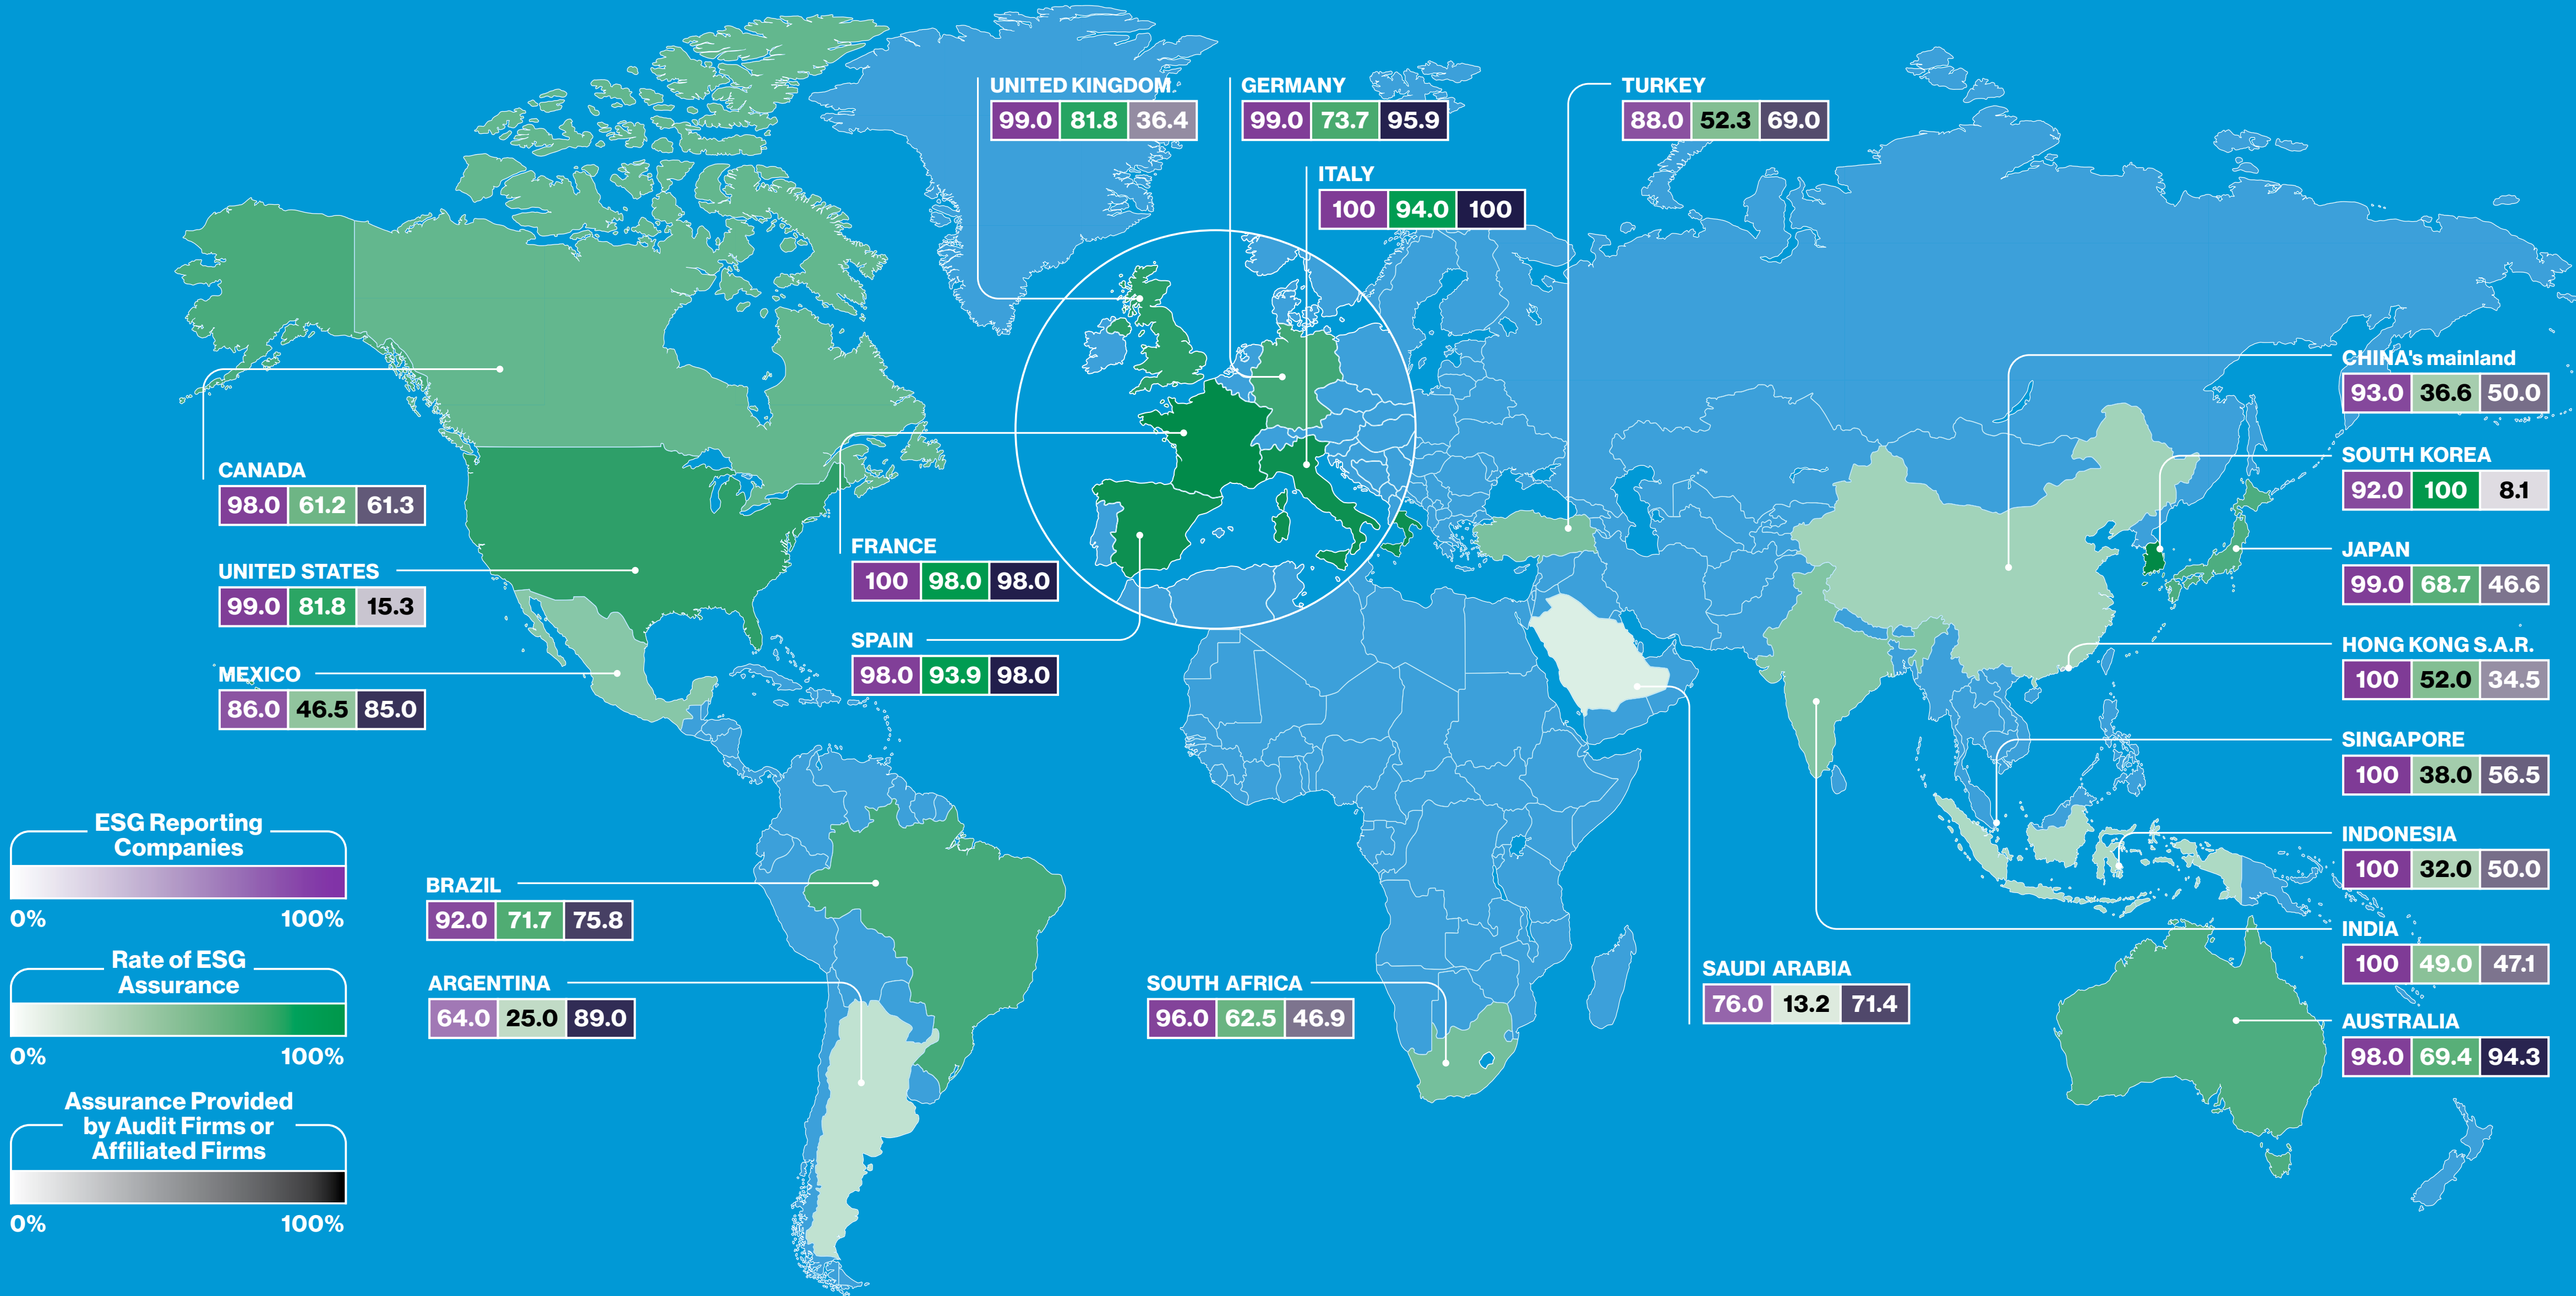 UNITED KINGDOM
99.0 81.8 36.4
GERMANY
99.0 73.7 95.9
TURKEY
88.0 52.3 69.0
ITALY
100 94.0 100
CHINA's mainland
93.0 36.6 50.0
SOUTH KOREA
92.0 100 8.1
JAPAN
99.0 68.7 46.6
HONG KONG S.A.R.
100 52.0 34.5
SINGAPORE
100 38.0 56.5
INDONESIA
100 32.0 50.0
INDIA
100 49.0 47.1
AUSTRALIA
98.0 69.4 94.3
CANADA
98.0 61.2 61.3
UNITED STATES
99.0 81.8 15.3
MEXICO
86.0 46.5 85.0
FRANCE
100 98.0 98.0
SPAIN
98.0 93.9 98.0
BRAZIL
92.0 71.7 75.8
ARGENTINA
64.0 25.0 89.0
SOUTH AFRICA
96.0 62.5 46.9
SAUDI ARABIA
76.0 13.2 71.4
ESG Reporting
Companies
0% 100%
Rate of ESG
Assurance
0% 100%
Assurance Provided
by Audit Firms or
Affiliated Firms
0% 100%